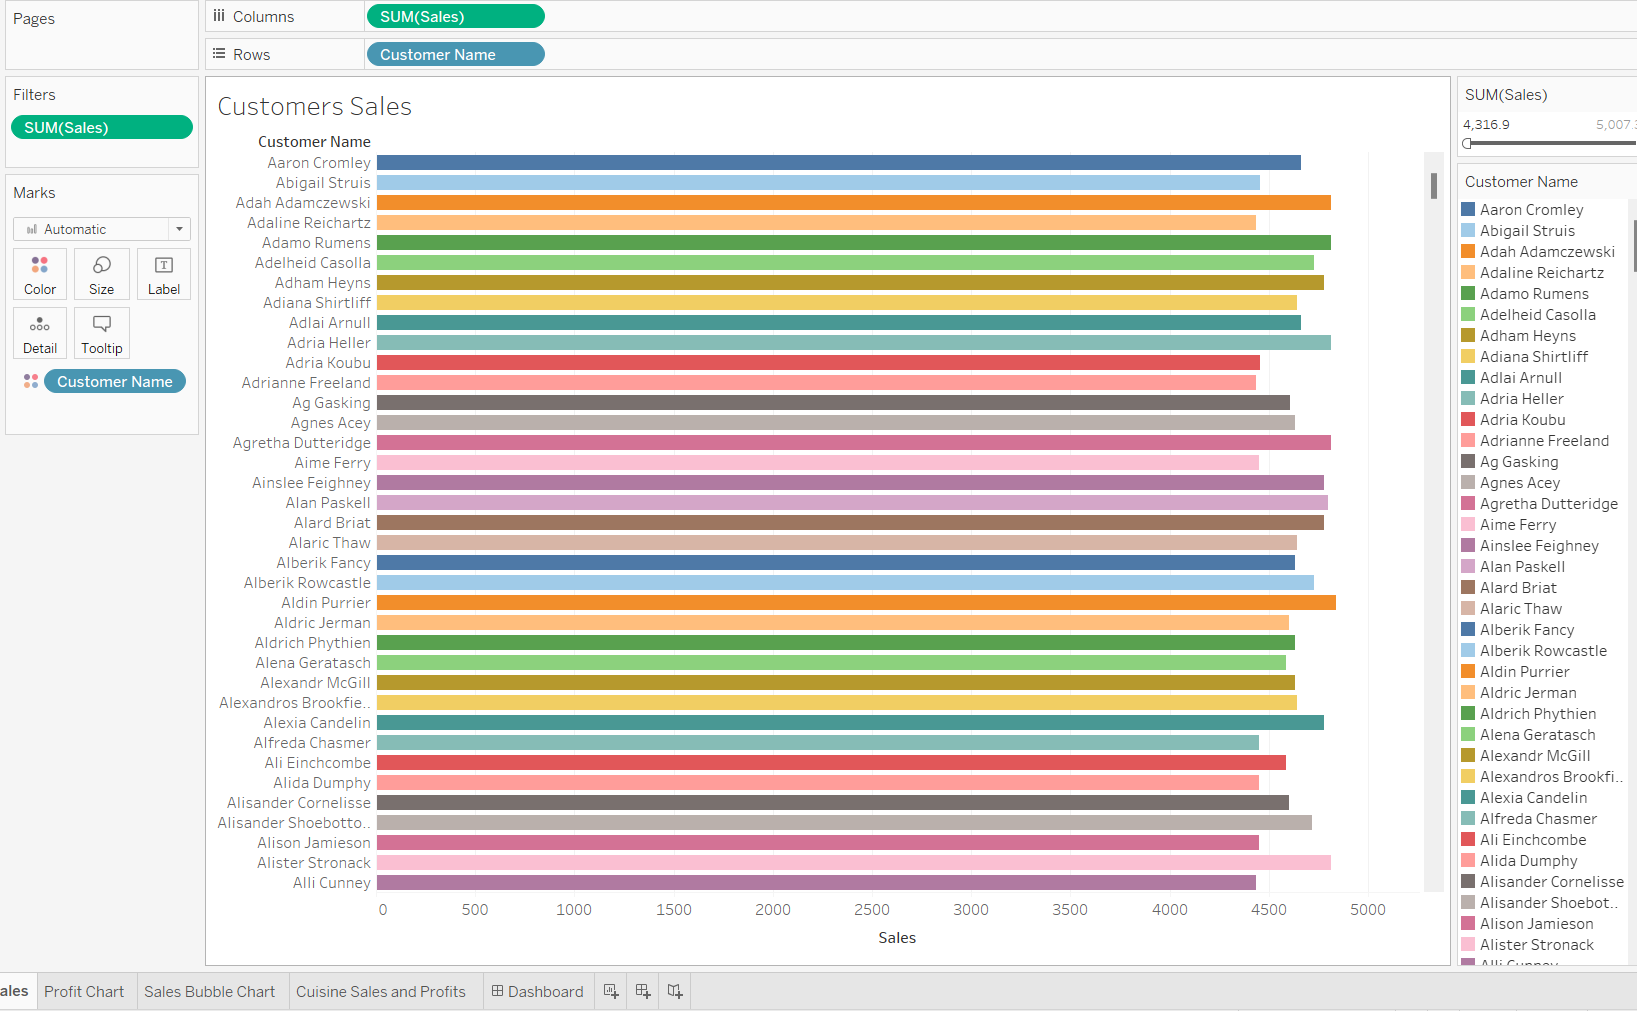 Pages
Columns
SUM(Sales)
Rows
Customer Name
Filters
SUM(Sales)
Marks
Automatic
Color
Size
Label
Detail
Tooltip
Customer Name
Customers Sales
Customer Name
Aaron Cromley
Abigail Struis
Adah Adamczewski
Adaline Reichartz
Adamo Rumens
Adelheid Casolla
Adham Heyns
Adiana Shirtliff
Adlai Arnull
Adria Heller
Adria Koubu
Adrianne Freeland
Ag Gasking
Agnes Acey
Agretha Dutteridge
Aime Ferry
Ainslee Feighney
Alan Paskell
Alard Briat
Alaric Thaw
Alberik Fancy
Alberik Rowcastle
Aldin Purrier
Aldric Jerman
Aldrich Phythien
Alena Geratasch
Alexandr McGill
Alexandros Brookfie..
Alexia Candelin
Alfreda Chasmer
Ali Einchcombe
Alida Dumphy
Alisander Cornelisse
Alisander Shoebotto..
Alison Jamieson
Alister Stronack
Alli Cunney
0 500 1000 1500 2000 2500 3000 3500 4000 4500 5000
Sales
SUM(Sales)
4,316.9 5,007.
Customer Name
Aaron Cromley
Abigail Struis
Adah Adamczewski
Adaline Reichartz
Adamo Rumens
Adelheid Casolla
Adham Heyns
Adiana Shirtliff
Adlai Arnull
Adria Heller
Adria Koubu
Adrianne Freeland
Ag Gasking
Agnes Acey
Agretha Dutteridge
Aime Ferry
Ainslee Feighney
Alan Paskell
Alard Briat
Alaric Thaw
Alberik Fancy
Alberik Rowcastle
Aldin Purrier
Aldric Jerman
Aldrich Phythien
Alena Geratasch
Alexandr McGill
Alexandros Brookfi..
Alexia Candelin
Alfreda Chasmer
Ali Einchcombe
Alida Dumphy
Alisander Cornelisse
Alisander Shoebot..
Alison Jamieson
Alister Stronack
Alli Cunney
ales Profit Chart Sales Bubble Chart Cuisine Sales and Profits Dashboard